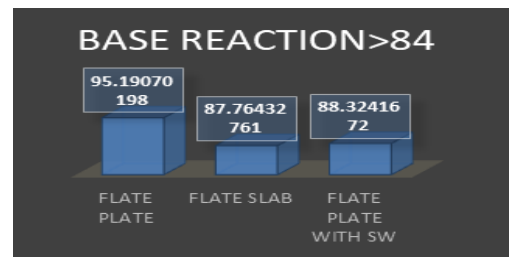 BASE REACTION>84
95.19070
198
87.76432
761
88.32416
72
FLATE
PLATE
FLATE SLAB
FLATE
PLATE
WITH SW